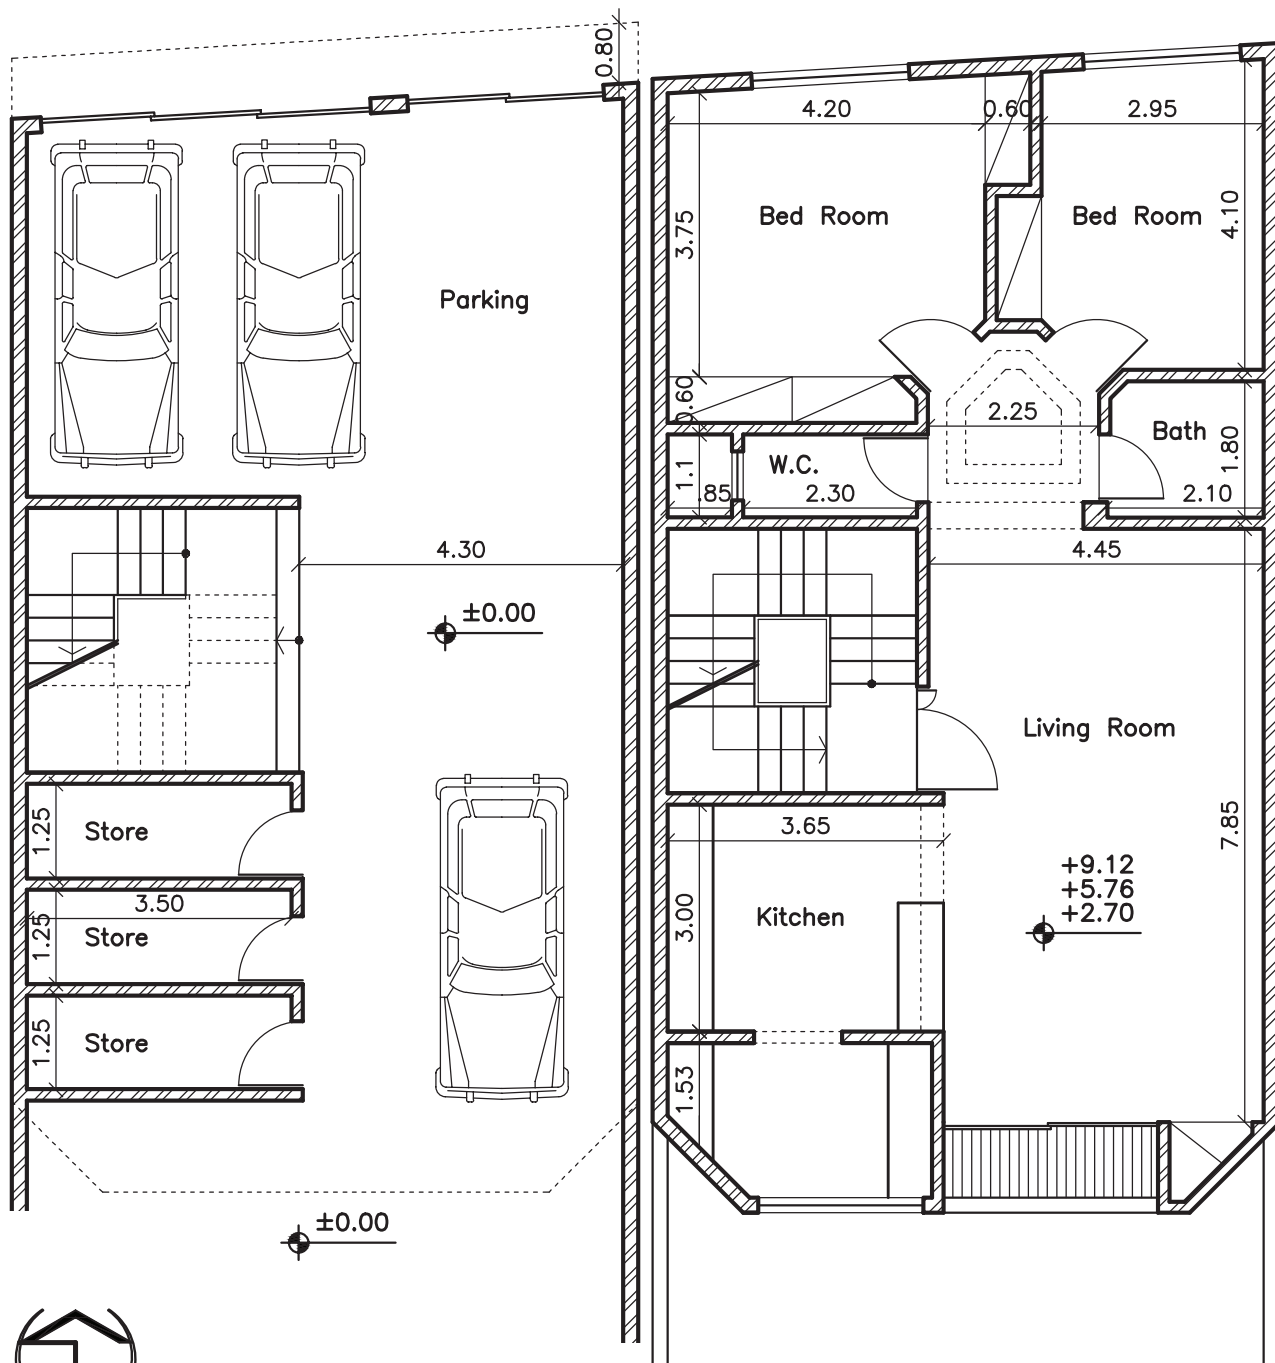 0.80
Parking
4.30
±0.00
1.25
Store
3.50
1.25
Store
1.25
Store
±0.00
4.20
0.60
2.95
3.75
Bed Room
Bed Room
4.10
0.60
2.25
Bath
1.80
1.1
W.C.
.85
2.30
2.10
4.45
Living Room
7.85
3.65
3.00
Kitchen
+9.12
+5.76
+2.70
1.53